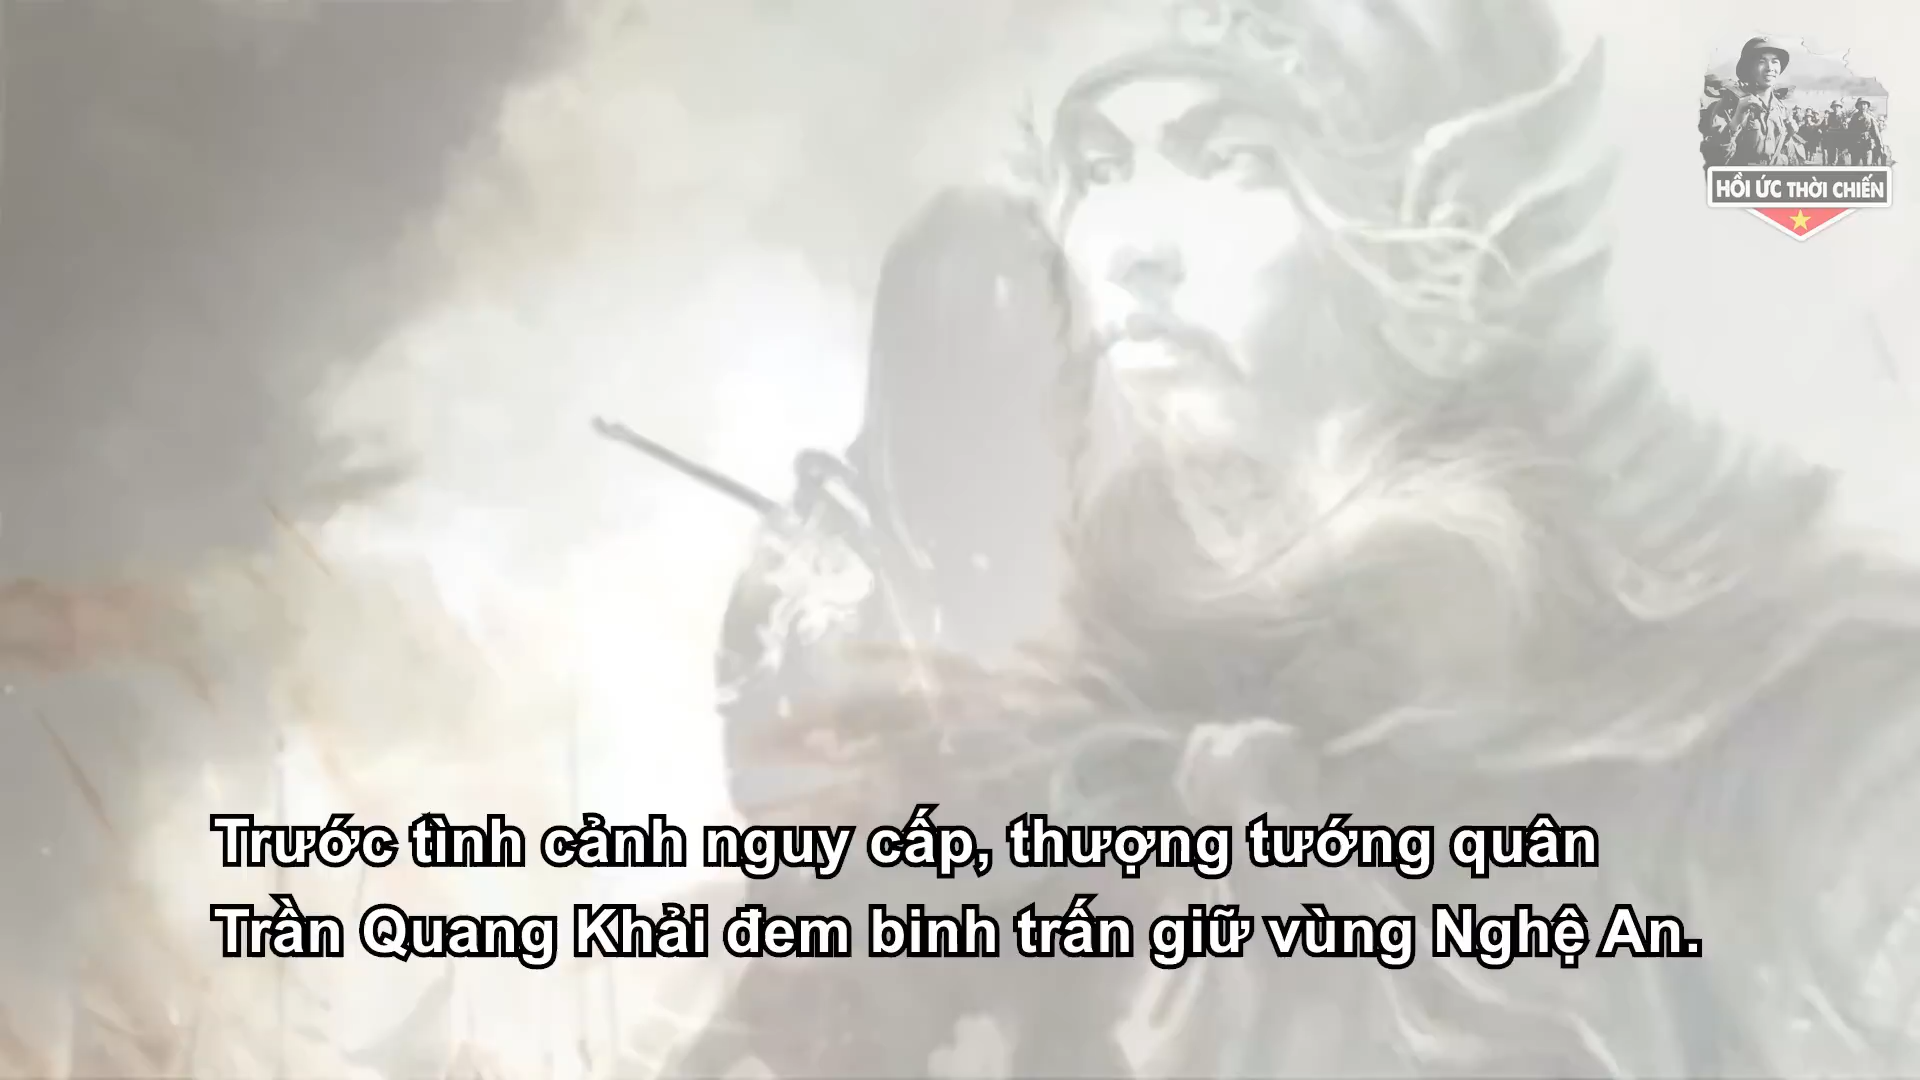 HỒI ỨC THỜI CHIẾN
Trước tình cảnh nguy cấp, thượng tướng quân
Trần Quang Khải đem binh trấn giữ vùng Nghệ An.